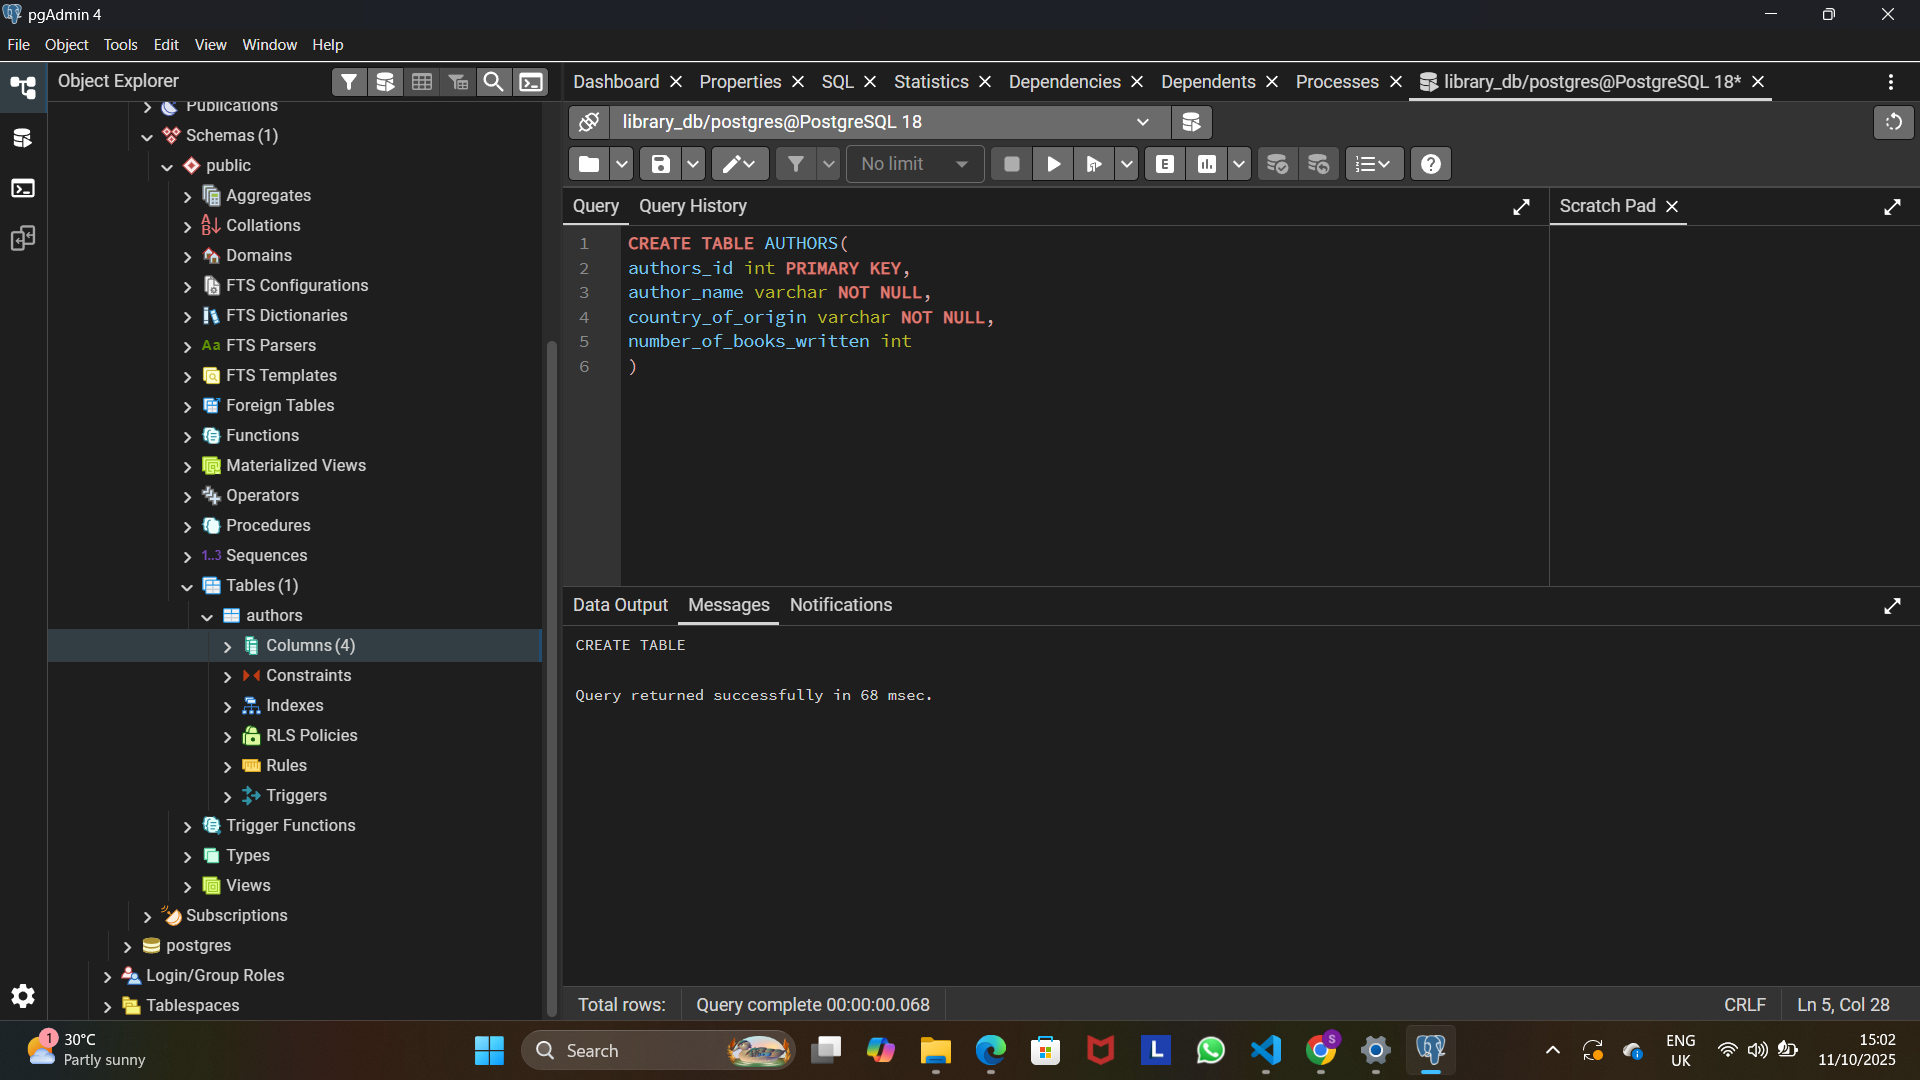 pgAdmin 4
File Object Tools Edit View Window Help
Object Explorer
Publications
Schemas (1)
public
Aggregates
Collations
Domains
FTS Configurations
FTS Dictionaries
Aa FTS Parsers
FTS Templates
Foreign Tables
Functions
Materialized Views
Operators
Procedures
1..3 Sequences
Tables (1)
authors
Columns (4)
Constraints
Indexes
RLS Policies
Rules
Triggers
Trigger Functions
Types
Views
Subscriptions
postgres
Login/Group Roles
Tablespaces
Dashboard Properties SQL Statistics Dependencies Dependents Processes library_db/postgres@PostgreSQL 18*
library_db/postgres@PostgreSQL 18
No limit E
Query Query History
Scratch Pad
1 CREATE TABLE AUTHORS(
2 authors_id int PRIMARY KEY,
3 author_name varchar NOT NULL,
4 country_of_origin varchar NOT NULL,
5 number_of_books_written int
6 )
Data Output Messages Notifications
CREATE TABLE
Query returned successfully in 68 msec.
Total rows: Query complete 00:00:00.068 CRLF Ln 5, Col 28
1
30°C
Partly sunny
Search
L
S
ENG
UK
15:02
11/10/2025